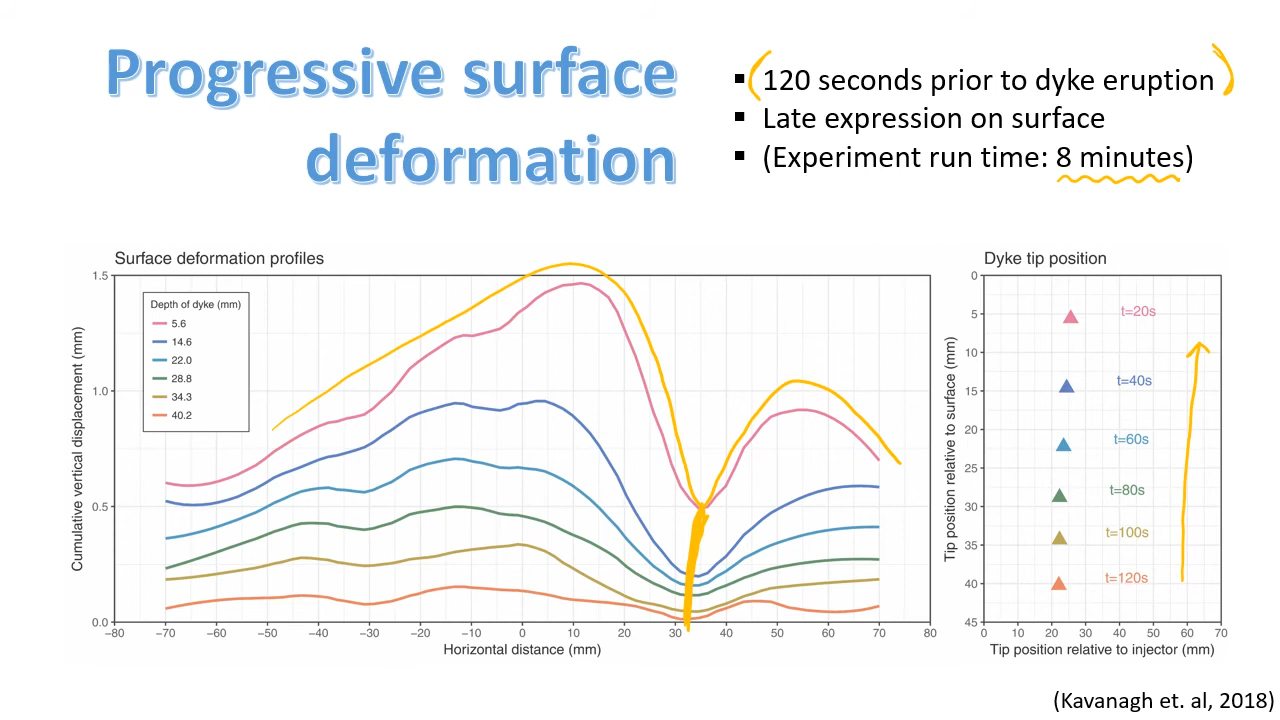 Progressive surface
deformation
▪ 120 seconds prior to dyke eruption
▪ Late expression on surface
▪ (Experiment run time: 8 minutes)
Surface deformation profiles
Cumulative vertical displacement (mm)
1.5
1.0
0.5
0.0
Depth of dyke (mm)
5.6
14.6
22.0
28.8
34.3
40.2
−80 −70 −60 −50 −40 −30 −20 −10 0 10 20 30 40 50 60 70 80
Horizontal distance (mm)
Dyke tip position
Tip position relative to surface (mm)
0
5
10
15
20
25
30
35
40
45
t=20s
t=40s
t=60s
t=80s
t=100s
t=120s
0 10 20 30 40 50 60 70
Tip position relative to injector (mm)
(Kavanagh et. al, 2018)